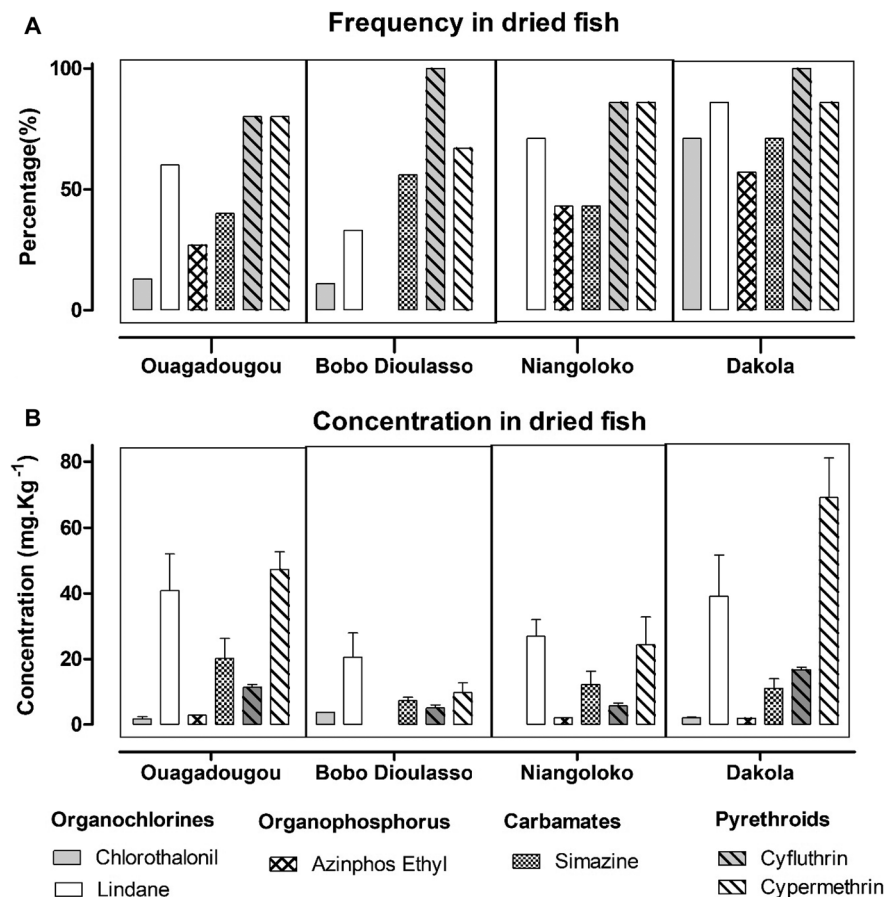 A
Frequency in dried fish
Percentage(%)
100
50
0
Ouagadougou Bobo Dioulasso Niangoloko Dakola
B
Concentration in dried fish
Concentration (mg.Kg⁻¹)
80
60
40
20
0
Ouagadougou Bobo Dioulasso Niangoloko Dakola
Organochlorines Organophosphorus Carbamates Pyrethroids
Chlorothalonil Azinphos Ethyl Simazine Cyfluthrin
Lindane Cypermethrin